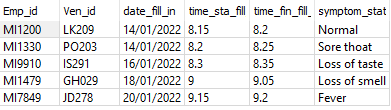 Emp_id Ven_id date_fill_in time_sta_fill time_fin_fill_ symptom_stat
MI1200 LK209 14/01/2022 8.15 8.2 Normal
MI1330 PO203 14/01/2022 8.2 8.25 Sore thoat
MI9910 IS291 16/01/2022 8.3 8.35 Loss of taste
MI1479 GH029 18/01/2022 9 9.05 Loss of smell
MI7849 JD278 20/01/2022 9.15 9.2 Fever